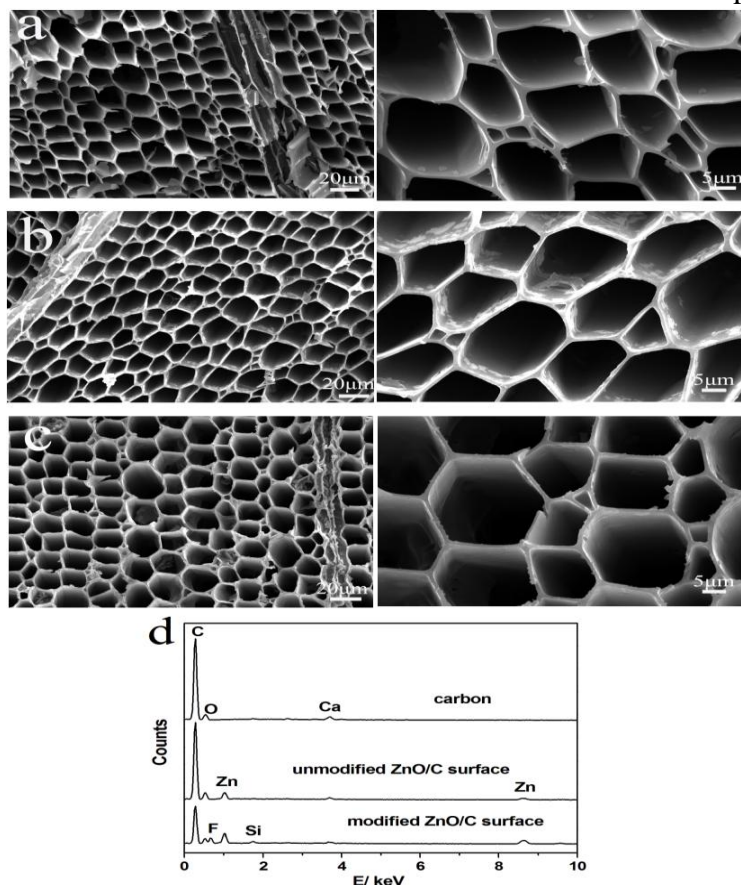 a
20μm
5μm
b
20μm
5μm
c
20μm
5μm
d
C
O
Ca
carbon
unmodified ZnO/C surface
Zn
Zn
modified ZnO/C surface
F
Si
Counts
0 2 4 6 8 10
E/ keV